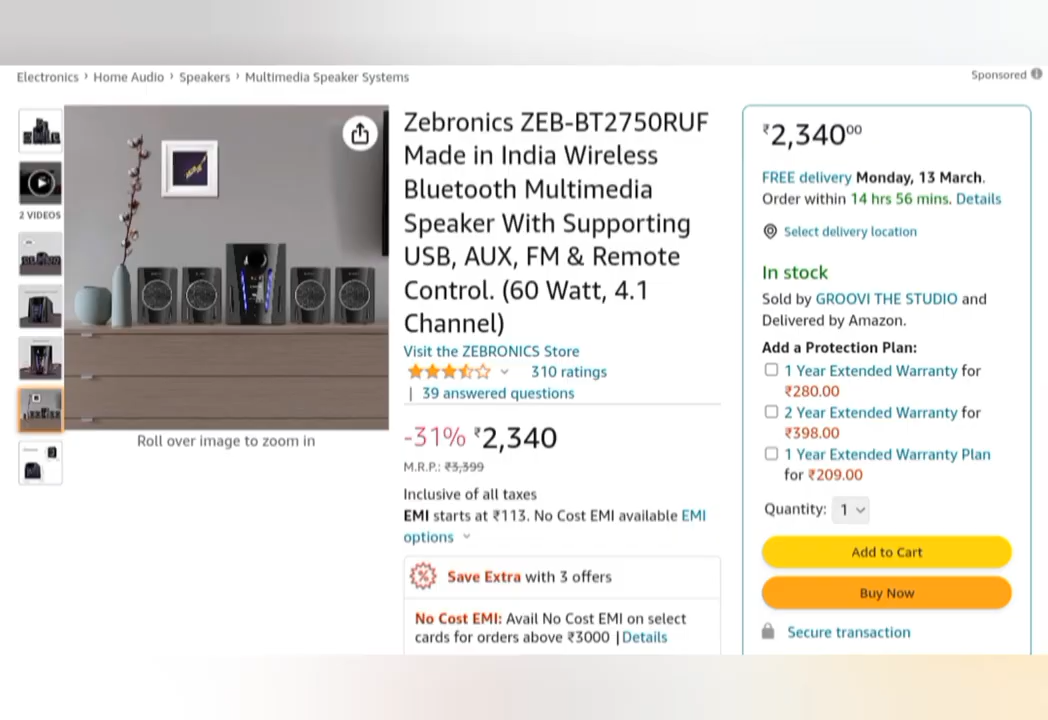 Electronics › Home Audio › Speakers › Multimedia Speaker Systems
Sponsored
2 VIDEOS
Roll over image to zoom in
Zebronics ZEB-BT2750RUF
Made in India Wireless
Bluetooth Multimedia
Speaker With Supporting
USB, AUX, FM & Remote
Control. (60 Watt, 4.1
Channel)
Visit the ZEBRONICS Store
310 ratings
| 39 answered questions
-31% ₹2,340
M.R.P.: ₹3,399
Inclusive of all taxes
EMI starts at ₹113. No Cost EMI available EMI
options
Save Extra with 3 offers
No Cost EMI: Avail No Cost EMI on select
cards for orders above ₹3000 | Details
₹2,34000
FREE delivery Monday, 13 March.
Order within 14 hrs 56 mins. Details
Select delivery location
In stock
Sold by GROOVI THE STUDIO and
Delivered by Amazon.
Add a Protection Plan:
1 Year Extended Warranty for
₹280.00
2 Year Extended Warranty for
₹398.00
1 Year Extended Warranty Plan
for ₹209.00
Quantity: 1
Add to Cart
Buy Now
Secure transaction